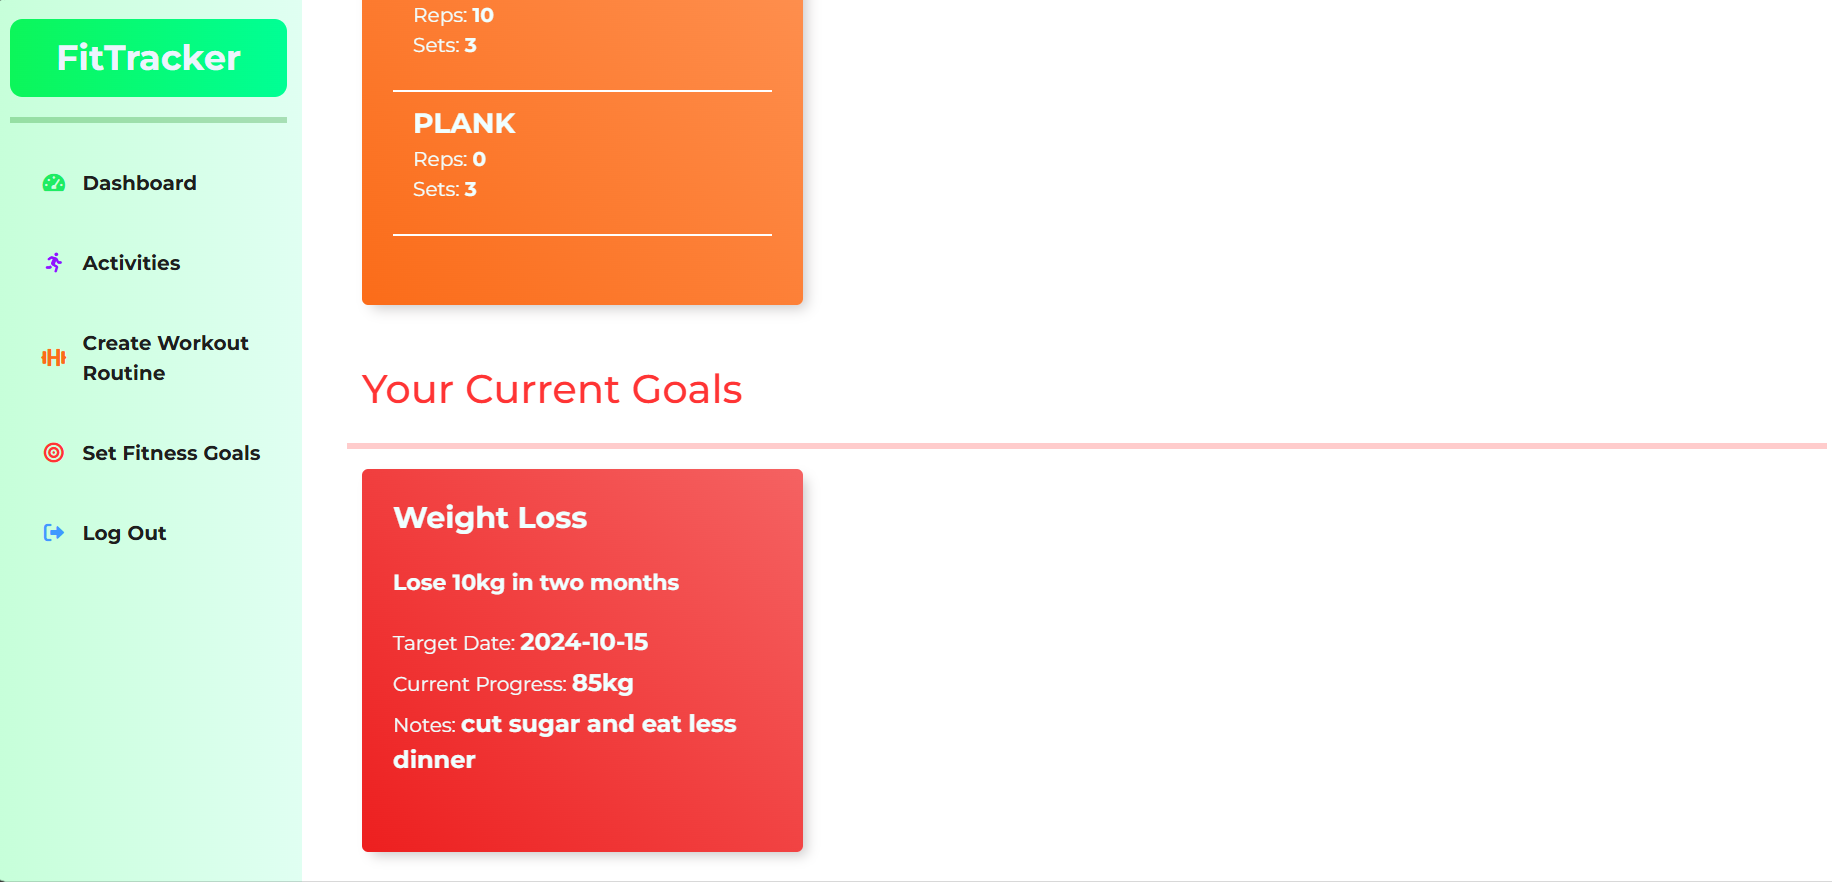 FitTracker
Dashboard
Activities
Create Workout
Routine
Set Fitness Goals
Log Out
Reps: 10
Sets: 3
PLANK
Reps: 0
Sets: 3
Your Current Goals
Weight Loss
Lose 10kg in two months
Target Date: 2024-10-15
Current Progress: 85kg
Notes: cut sugar and eat less
dinner